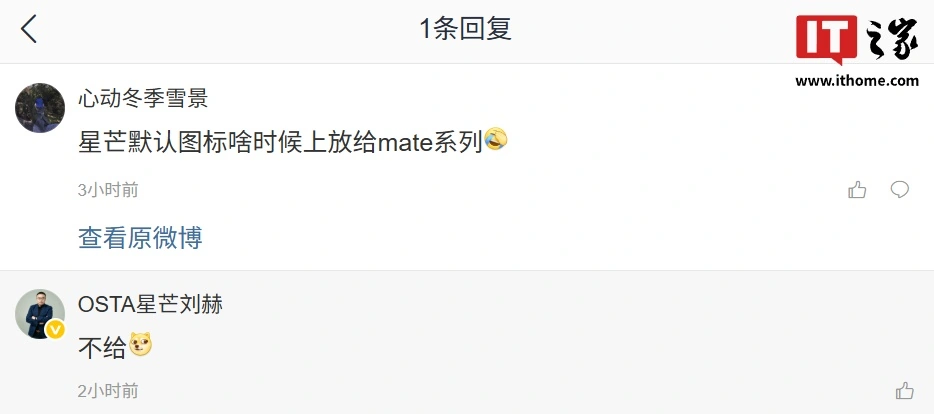 1条回复
IT之家
www.ithome.com
心动冬季雪景
星芒默认图标啥时候上放给mate系列🤣
3小时前
查看原微博
OSTA星芒刘赫
不给
2小时前